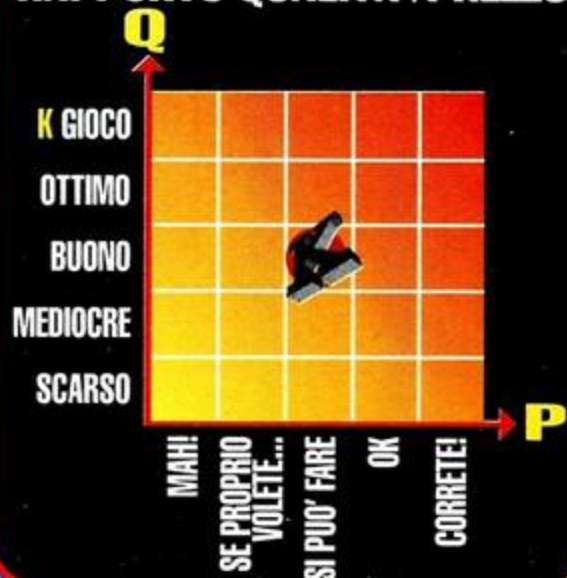 Q
K GIOCO
OTTIMO
BUONO
MEDIOCRE
SCARSO
P
MAH!
SE PROPRIO
VOLETE...
SI PUO' FARE
OK
CORRETE!